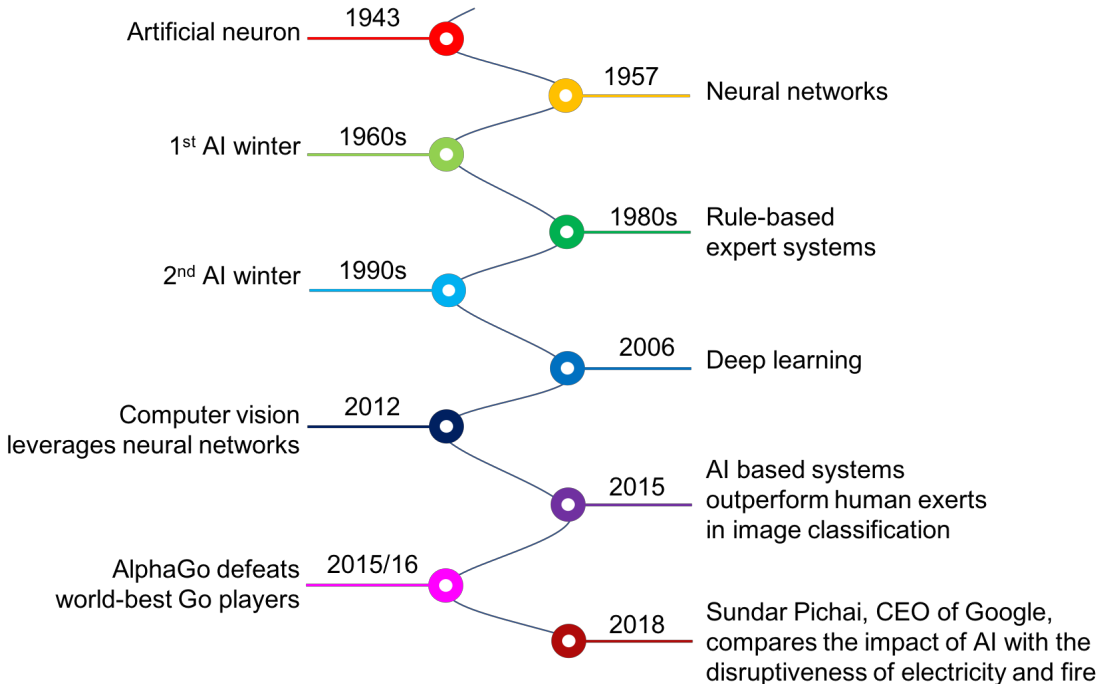 1943
Artificial neuron
1957
Neural networks
1960s
1st AI winter
1980s
Rule-based
expert systems
1990s
2nd AI winter
2006
Deep learning
2012
Computer vision
leverages neural networks
2015
AI based systems
outperform human exerts
in image classification
2015/16
AlphaGo defeats
world-best Go players
2018
Sundar Pichai, CEO of Google,
compares the impact of AI with the
disruptiveness of electricity and fire